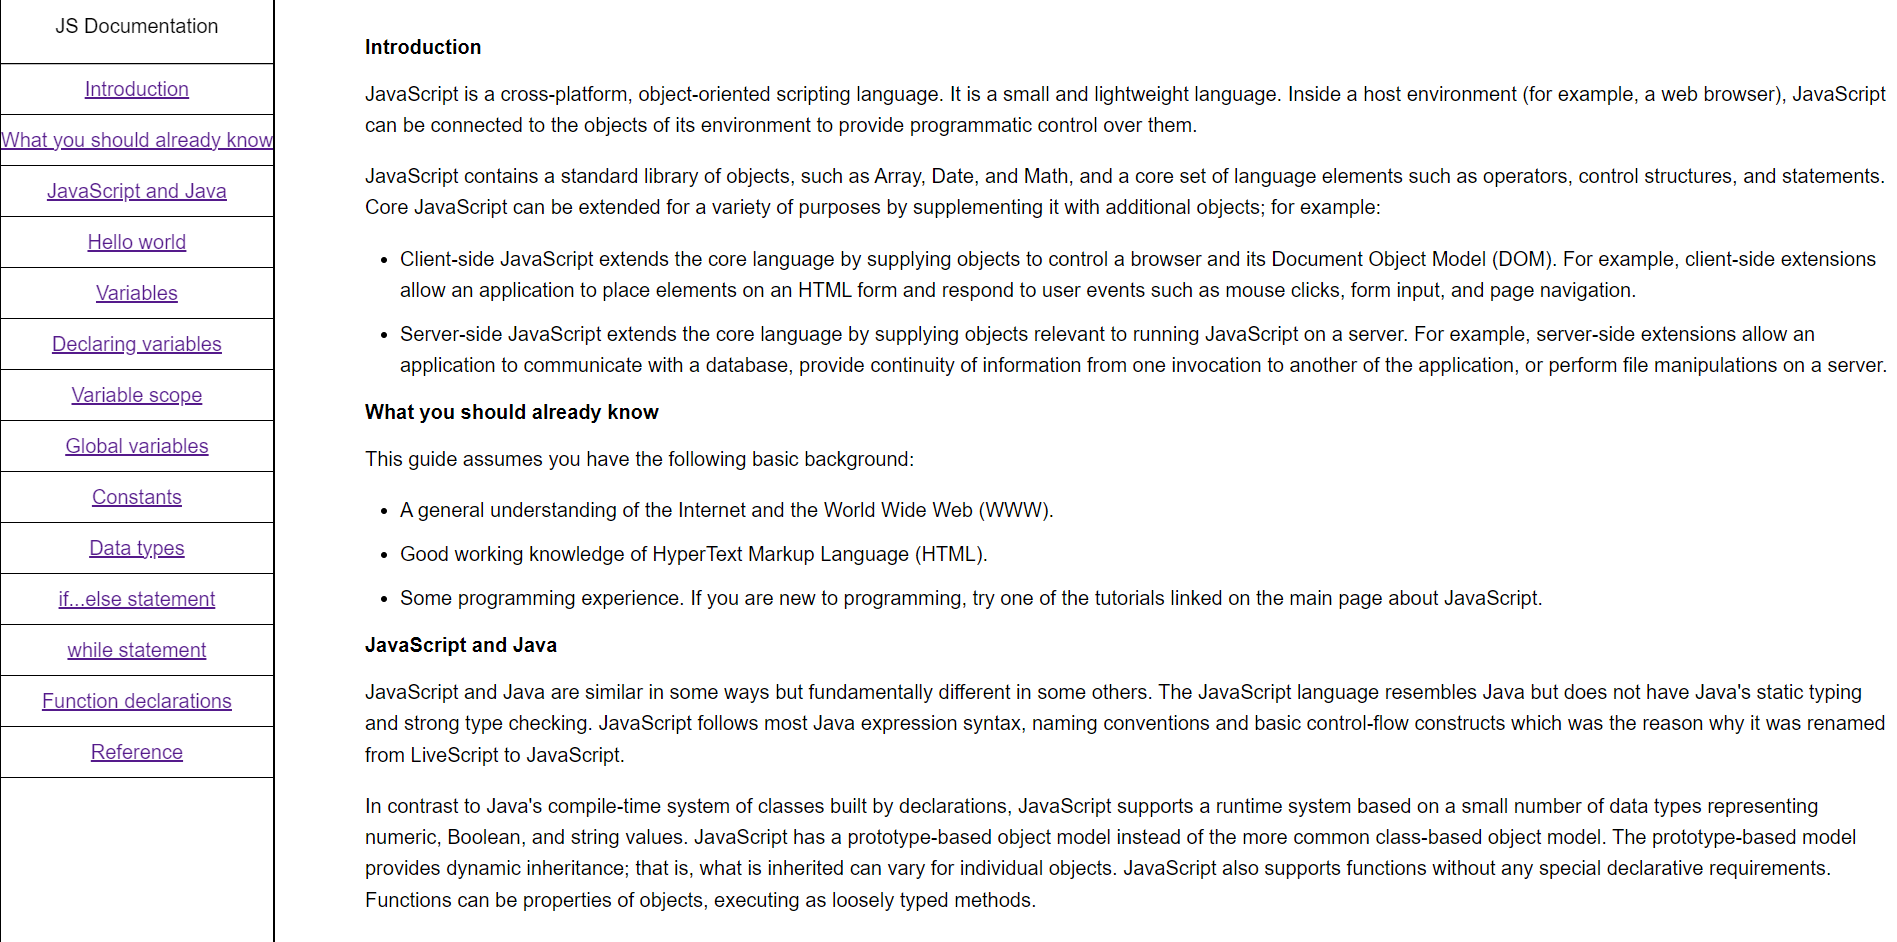 JS Documentation
Introduction
What you should already know
JavaScript and Java
Hello world
Variables
Declaring variables
Variable scope
Global variables
Constants
Data types
if...else statement
while statement
Function declarations
Reference
Introduction
JavaScript is a cross-platform, object-oriented scripting language. It is a small and lightweight language. Inside a host environment (for example, a web browser), JavaScript
can be connected to the objects of its environment to provide programmatic control over them.
JavaScript contains a standard library of objects, such as Array, Date, and Math, and a core set of language elements such as operators, control structures, and statements.
Core JavaScript can be extended for a variety of purposes by supplementing it with additional objects; for example:
• Client-side JavaScript extends the core language by supplying objects to control a browser and its Document Object Model (DOM). For example, client-side extensions
allow an application to place elements on an HTML form and respond to user events such as mouse clicks, form input, and page navigation.
• Server-side JavaScript extends the core language by supplying objects relevant to running JavaScript on a server. For example, server-side extensions allow an
application to communicate with a database, provide continuity of information from one invocation to another of the application, or perform file manipulations on a server.
What you should already know
This guide assumes you have the following basic background:
• A general understanding of the Internet and the World Wide Web (WWW).
• Good working knowledge of HyperText Markup Language (HTML).
• Some programming experience. If you are new to programming, try one of the tutorials linked on the main page about JavaScript.
JavaScript and Java
JavaScript and Java are similar in some ways but fundamentally different in some others. The JavaScript language resembles Java but does not have Java's static typing
and strong type checking. JavaScript follows most Java expression syntax, naming conventions and basic control-flow constructs which was the reason why it was renamed
from LiveScript to JavaScript.
In contrast to Java's compile-time system of classes built by declarations, JavaScript supports a runtime system based on a small number of data types representing
numeric, Boolean, and string values. JavaScript has a prototype-based object model instead of the more common class-based object model. The prototype-based model
provides dynamic inheritance; that is, what is inherited can vary for individual objects. JavaScript also supports functions without any special declarative requirements.
Functions can be properties of objects, executing as loosely typed methods.